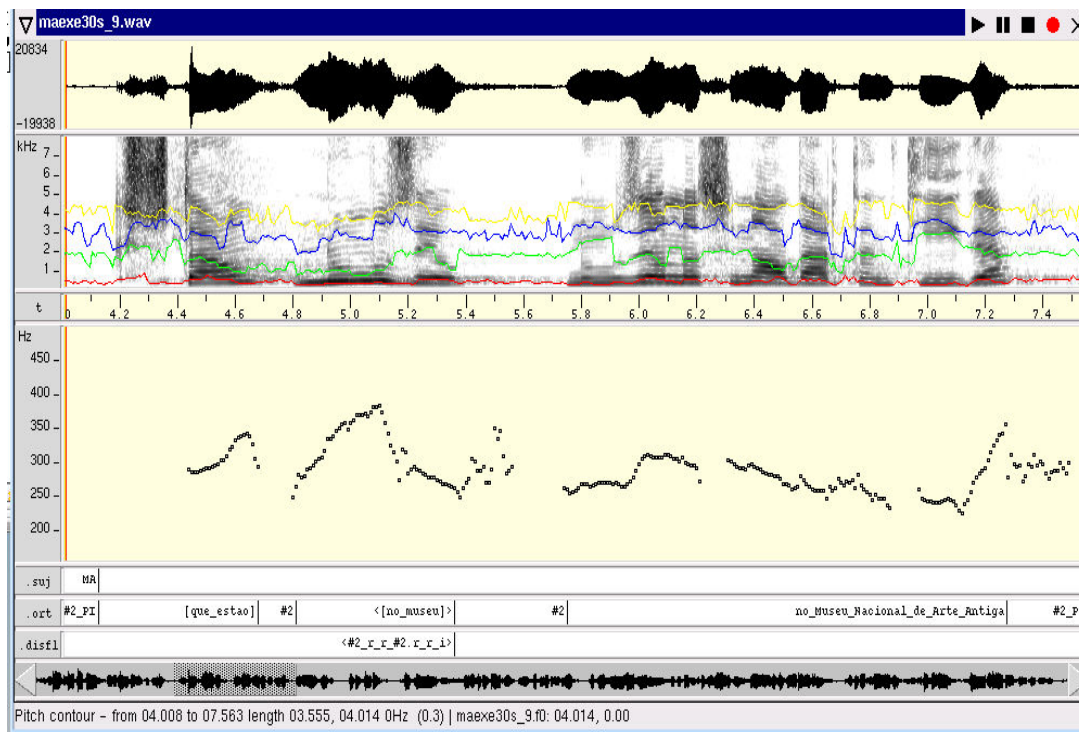 maexe30s_9.wav
20834
-19938
kHz
7
6
5
4
3
2
1
t 0 4.2 4.4 4.6 4.8 5.0 5.2 5.4 5.6 5.8 6.0 6.2 6.4 6.6 6.8 7.0 7.2 7.4
Hz
450
400
350
300
250
200
.suj MA
.ort #2_PI [que_estao] #2 <[no_museu]> #2 no_Museu_Nacional_de_Arte_Antiga #2_P
.disfl <#2_r_r_#2.r_r_i>
Pitch contour - from 04.008 to 07.563 length 03.555, 04.014 0Hz (0.3) | maexe30s_9.f0: 04.014, 0.00